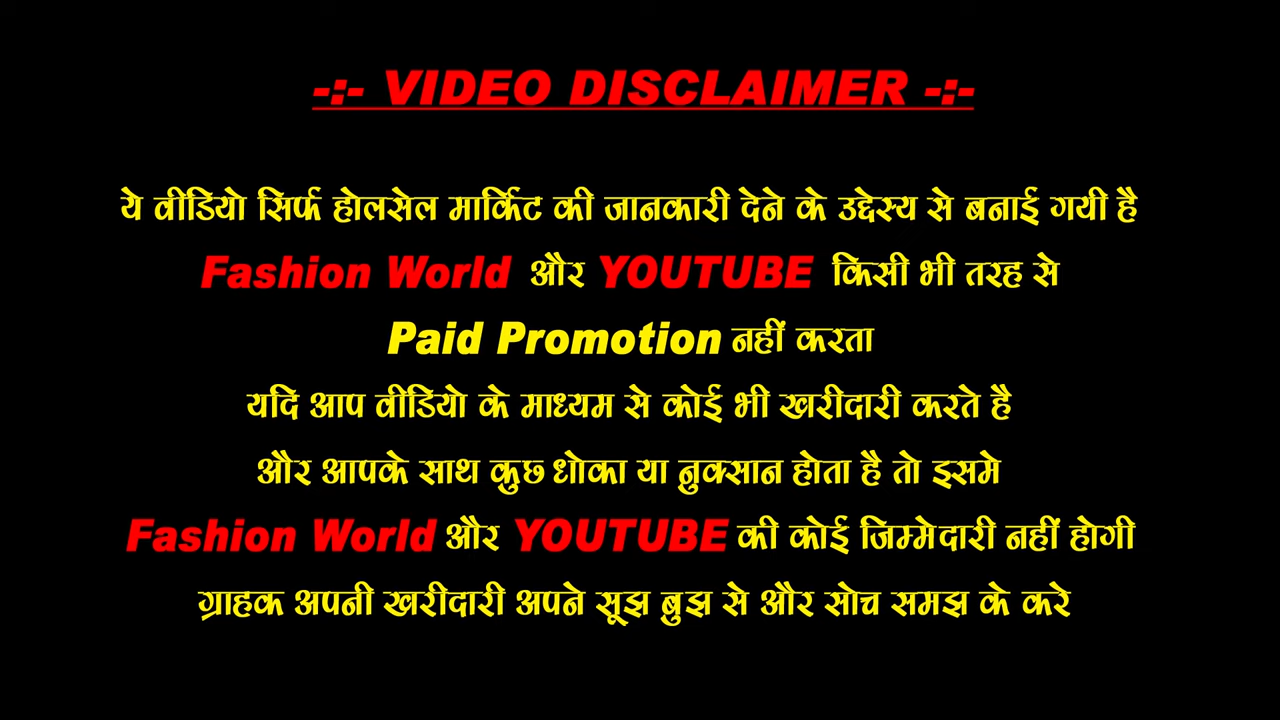 -:- VIDEO DISCLAIMER -:-
ये वीडियो सिर्फ होलसेल मार्किट की जानकारी देने के उद्देस्य से बनाई गयी है
Fashion World और YOUTUBE किसी भी तरह से
Paid Promotion नहीं करता
यदि आप वीडियो के माध्यम से कोई भी खरीदारी करते है
और आपके साथ कुछ धोका या नुक्सान होता है तो इसमे
Fashion World और YOUTUBE की कोई जिम्मेदारी नहीं होगी
ग्राहक अपनी खरीदारी अपने सूझ बुझ से और सोच समझ के करे